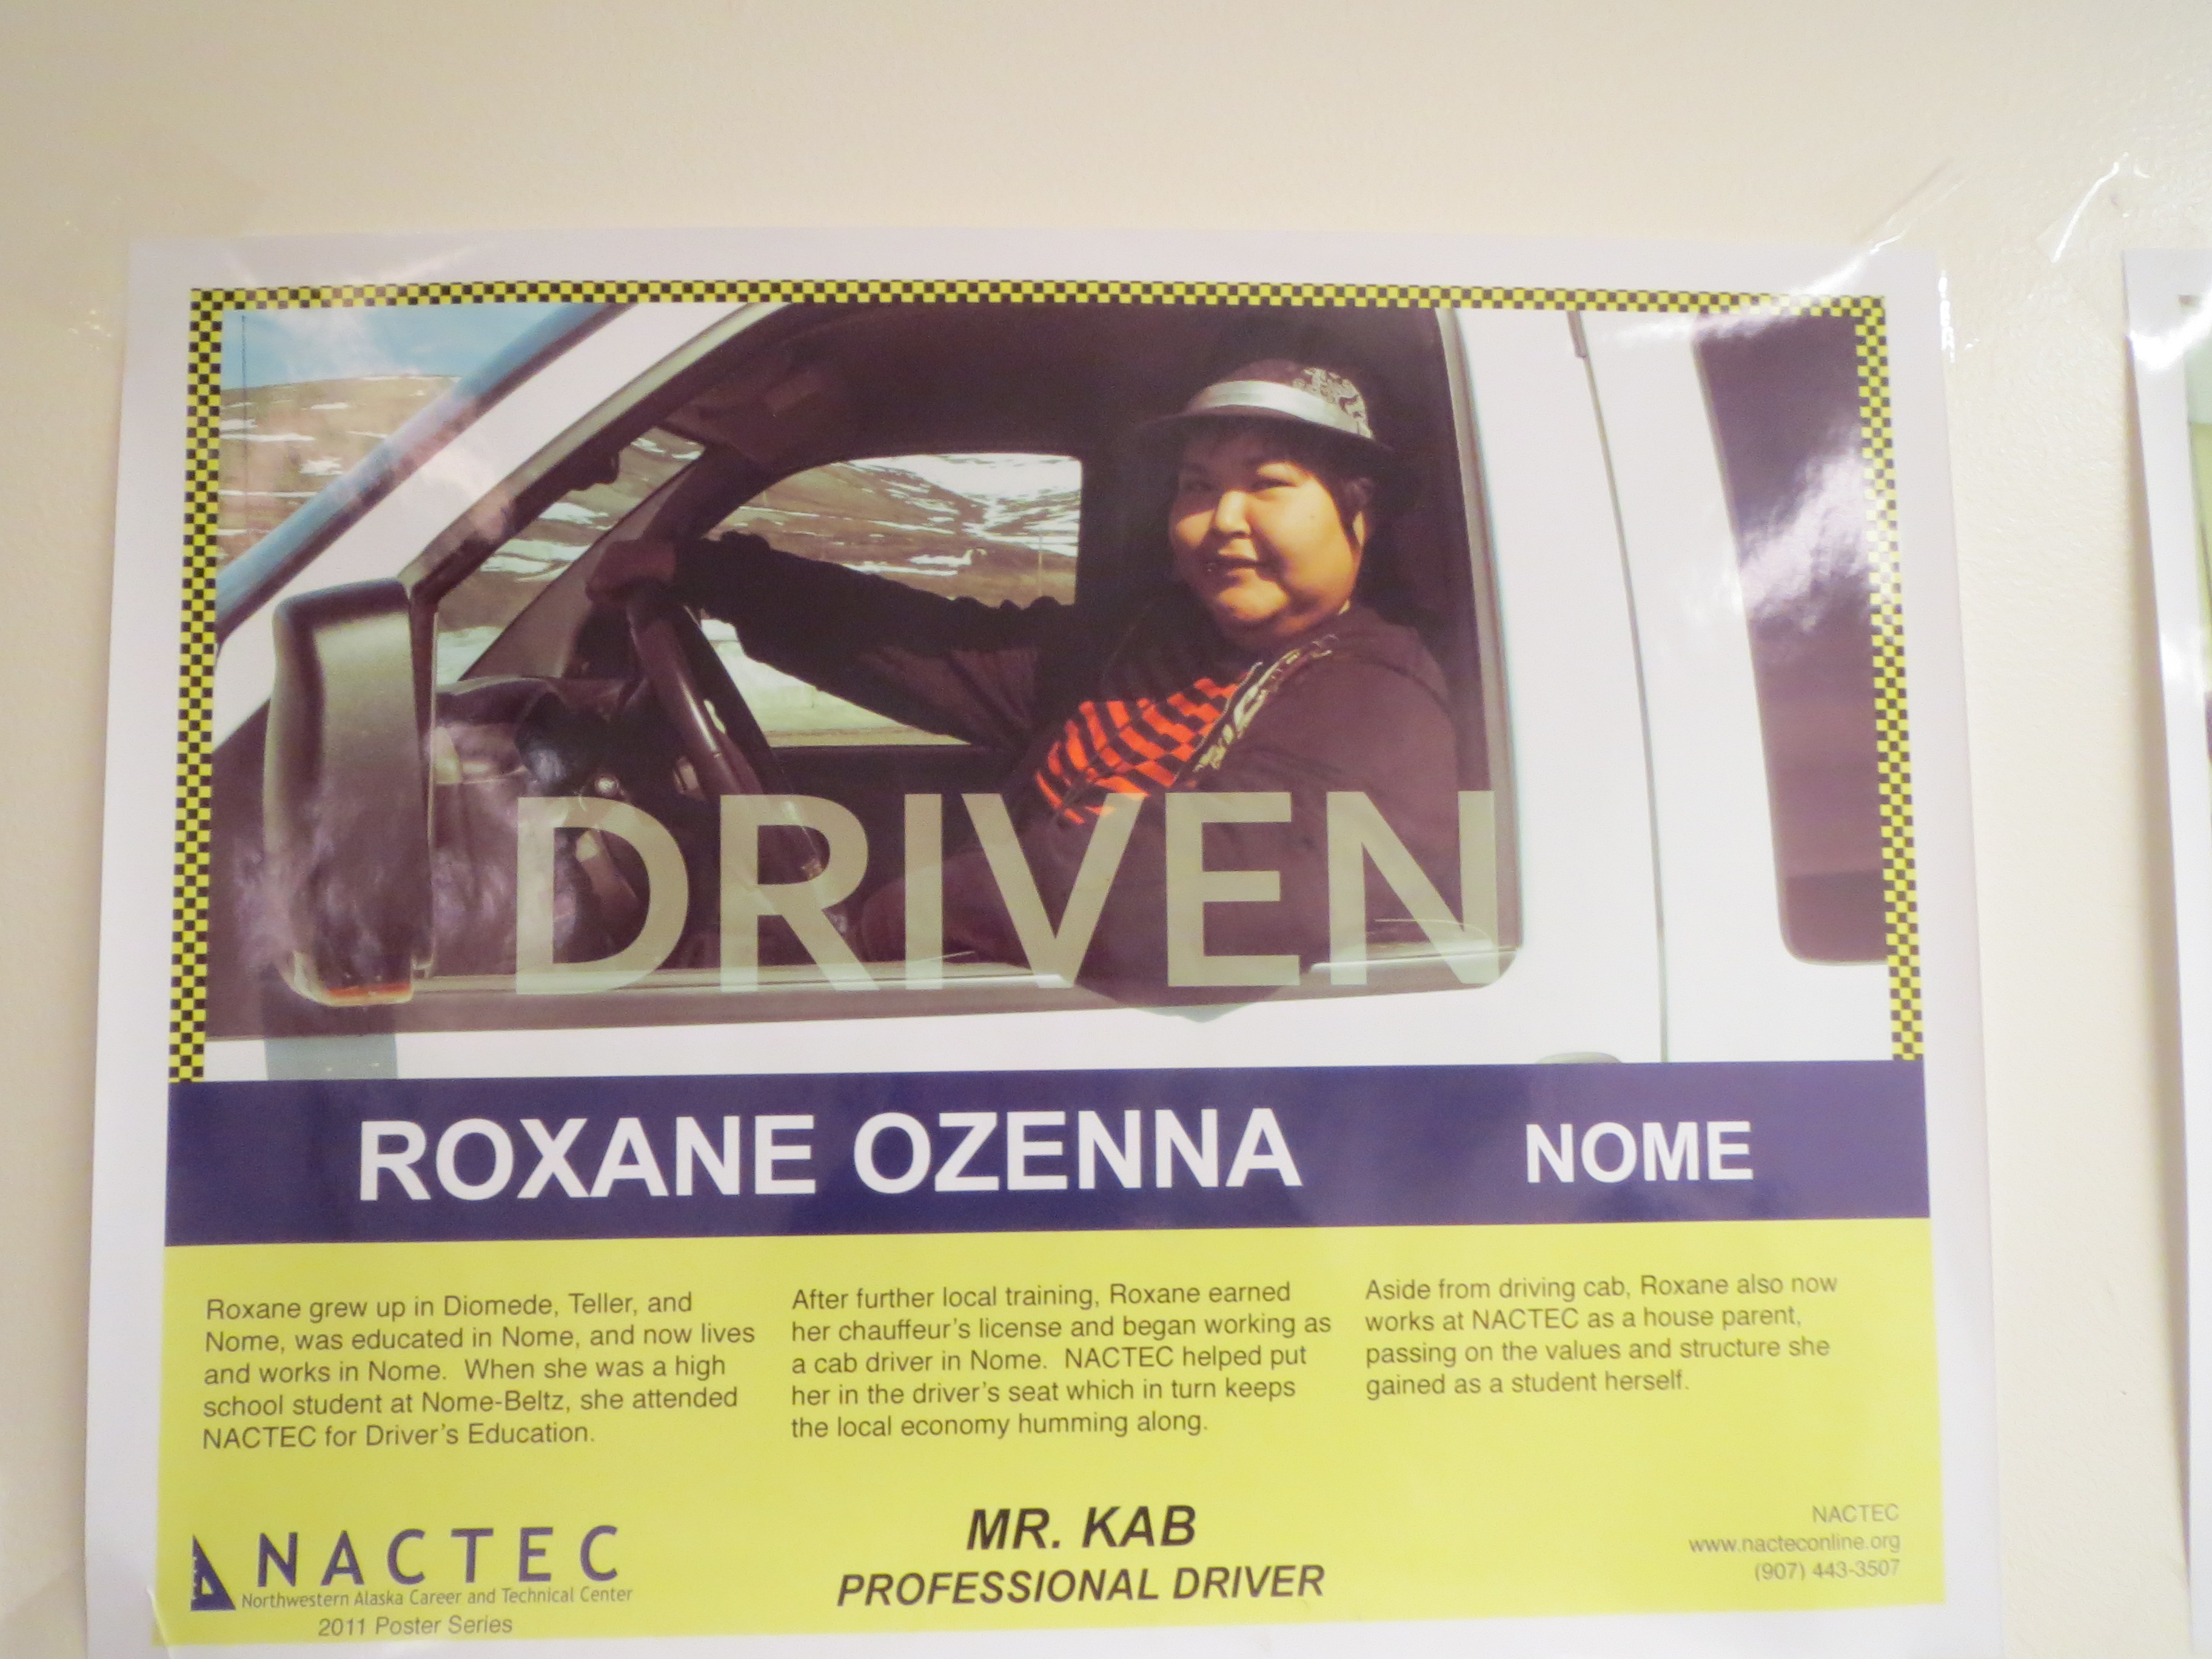 DRIVEN
ROXANE OZENNA
NOME
Roxane grew up in Diomede, Teller, and
Nome, was educated in Nome, and now lives
and works in Nome.  When she was a high
school student at Nome-Beltz, she attended
NACTEC for Driver's Education.
After further local training, Roxane earned
her chauffeur's license and began working as
a cab driver in Nome.  NACTEC helped put
her in the driver's seat which in turn keeps
the local economy humming along.
Aside from driving cab, Roxane also now
works at NACTEC as a house parent,
passing on the values and structure she
gained as a student herself.
NACTEC
Northwestern Alaska Career and Technical Center
2011 Poster Series
MR. KAB
PROFESSIONAL DRIVER
NACTEC
www.nacteconline.org
(907) 443-3507